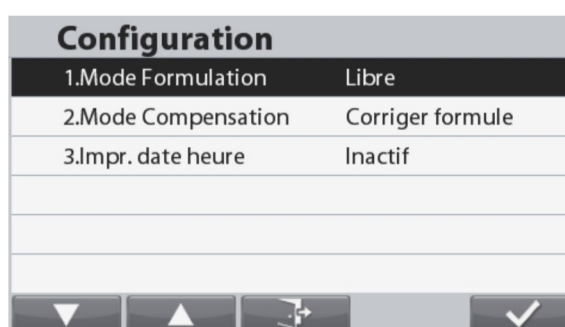 Configuration
1.Mode Formulation Libre
2.Mode Compensation Corriger formule
3.Impr. date heure Inactif